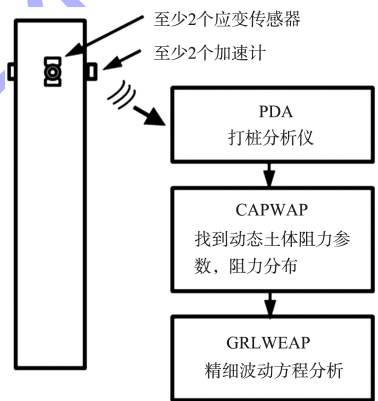 至少2个应变传感器
至少2个加速计
PDA
打桩分析仪
CAPWAP
找到动态土体阻力参
数，阻力分布
GRLWEAP
精细波动方程分析